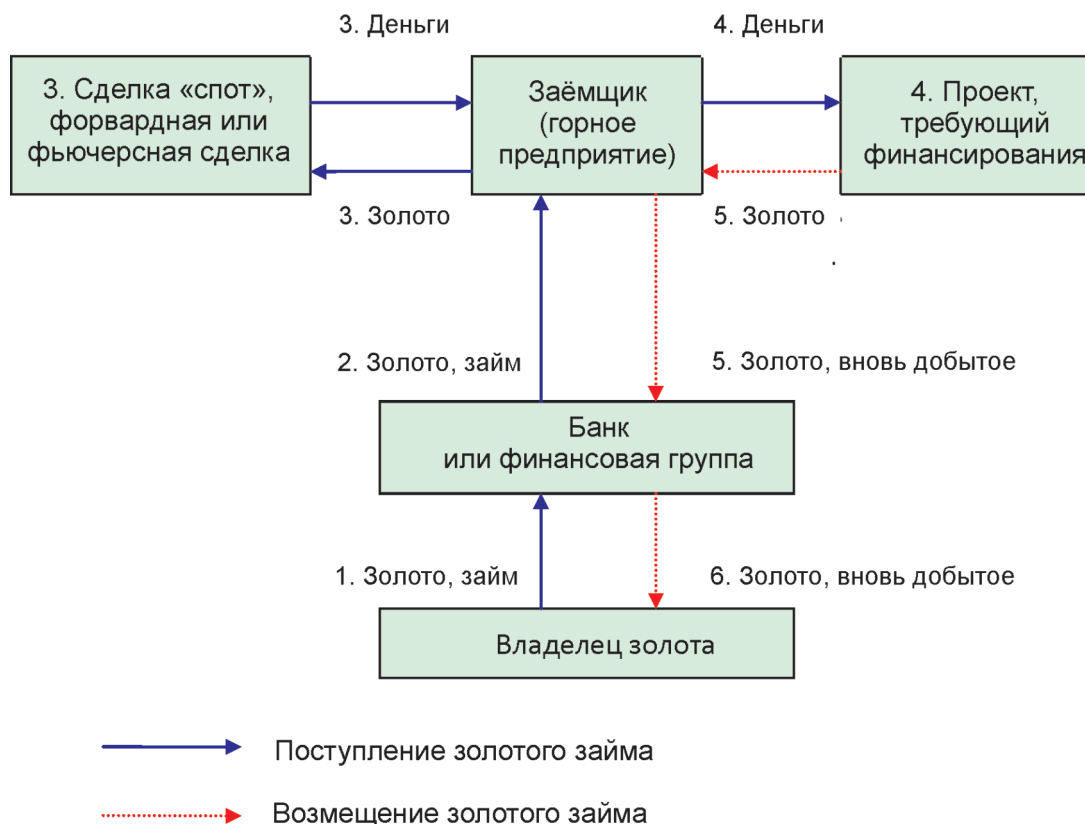 3. Деньги
4. Деньги
3. Сделка «спот»,
форвардная или
фьючерсная сделка
Заёмщик
(горное
предприятие)
4. Проект,
требующий
финансирования
3. Золото
5. Золото
2. Золото, займ
5. Золото, вновь добытое
Банк
или финансовая группа
1. Золото, займ
6. Золото, вновь добытое
Владелец золота
Поступление золотого займа
Возмещение золотого займа